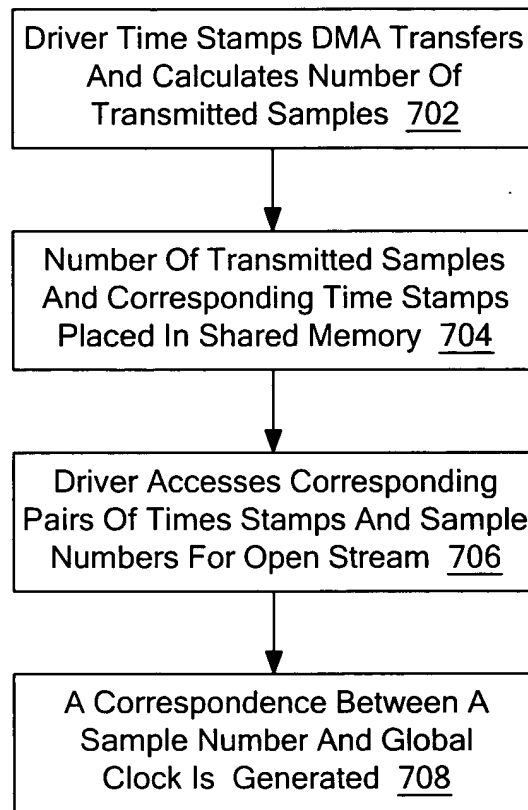 Driver Time Stamps DMA Transfers
And Calculates Number Of
Transmitted Samples 702
Number Of Transmitted Samples
And Corresponding Time Stamps
Placed In Shared Memory 704
Driver Accesses Corresponding
Pairs Of Times Stamps And Sample
Numbers For Open Stream 706
A Correspondence Between A
Sample Number And Global
Clock Is Generated 708